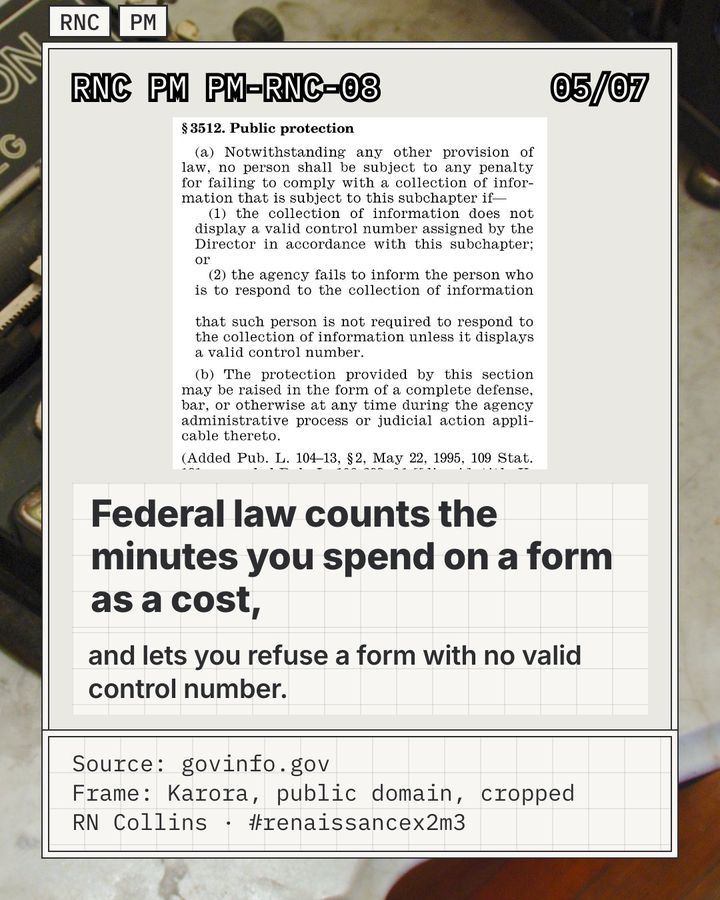 RNC PM
RNC PM PM-RNC-08 05/07
§ 3512. Public protection
(a) Notwithstanding any other provision of
law, no person shall be subject to any penalty
for failing to comply with a collection of infor-
mation that is subject to this subchapter if—
(1) the collection of information does not
display a valid control number assigned by the
Director in accordance with this subchapter;
or
(2) the agency fails to inform the person who
is to respond to the collection of information
that such person is not required to respond to
the collection of information unless it displays
a valid control number.
(b) The protection provided by this section
may be raised in the form of a complete defense,
bar, or otherwise at any time during the agency
administrative process or judicial action appli-
cable thereto.
(Added Pub. L. 104–13, § 2, May 22, 1995, 109 Stat.
Federal law counts the
minutes you spend on a form
as a cost,
and lets you refuse a form with no valid
control number.
Source: govinfo.gov
Frame: Karora, public domain, cropped
RN Collins · #renaissancex2m3